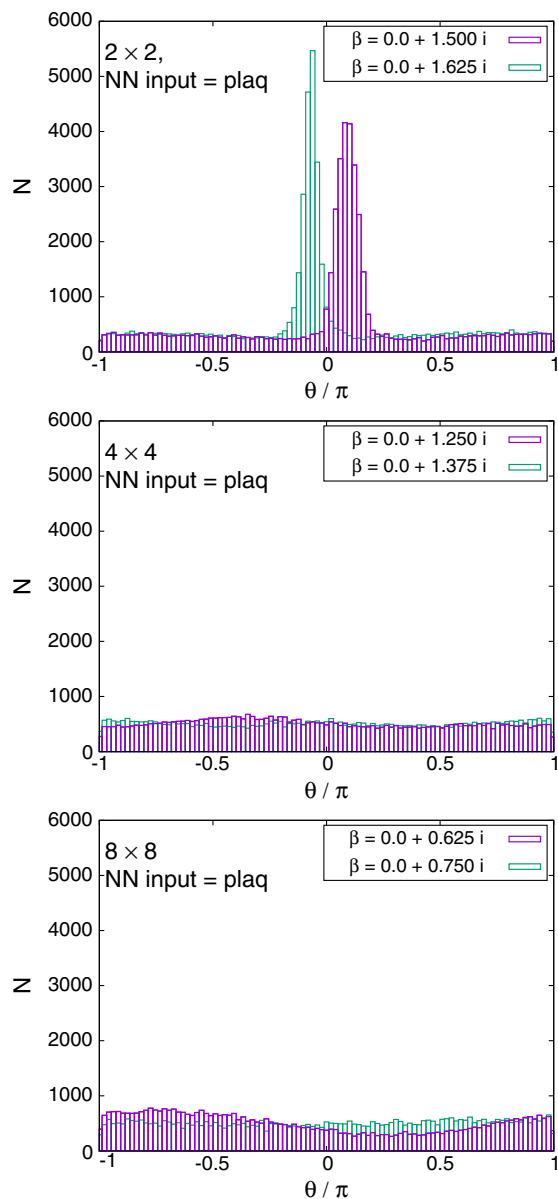 6000
5000
4000
3000
2000
1000
0
N
2 × 2,
NN input = plaq
β = 0.0 + 1.500 i
β = 0.0 + 1.625 i
-1 -0.5 0 0.5 1
θ / π
6000
5000
4000
3000
2000
1000
0
N
4 × 4
NN input = plaq
β = 0.0 + 1.250 i
β = 0.0 + 1.375 i
-1 -0.5 0 0.5 1
θ / π
6000
5000
4000
3000
2000
1000
0
N
8 × 8
NN input = plaq
β = 0.0 + 0.625 i
β = 0.0 + 0.750 i
-1 -0.5 0 0.5 1
θ / π